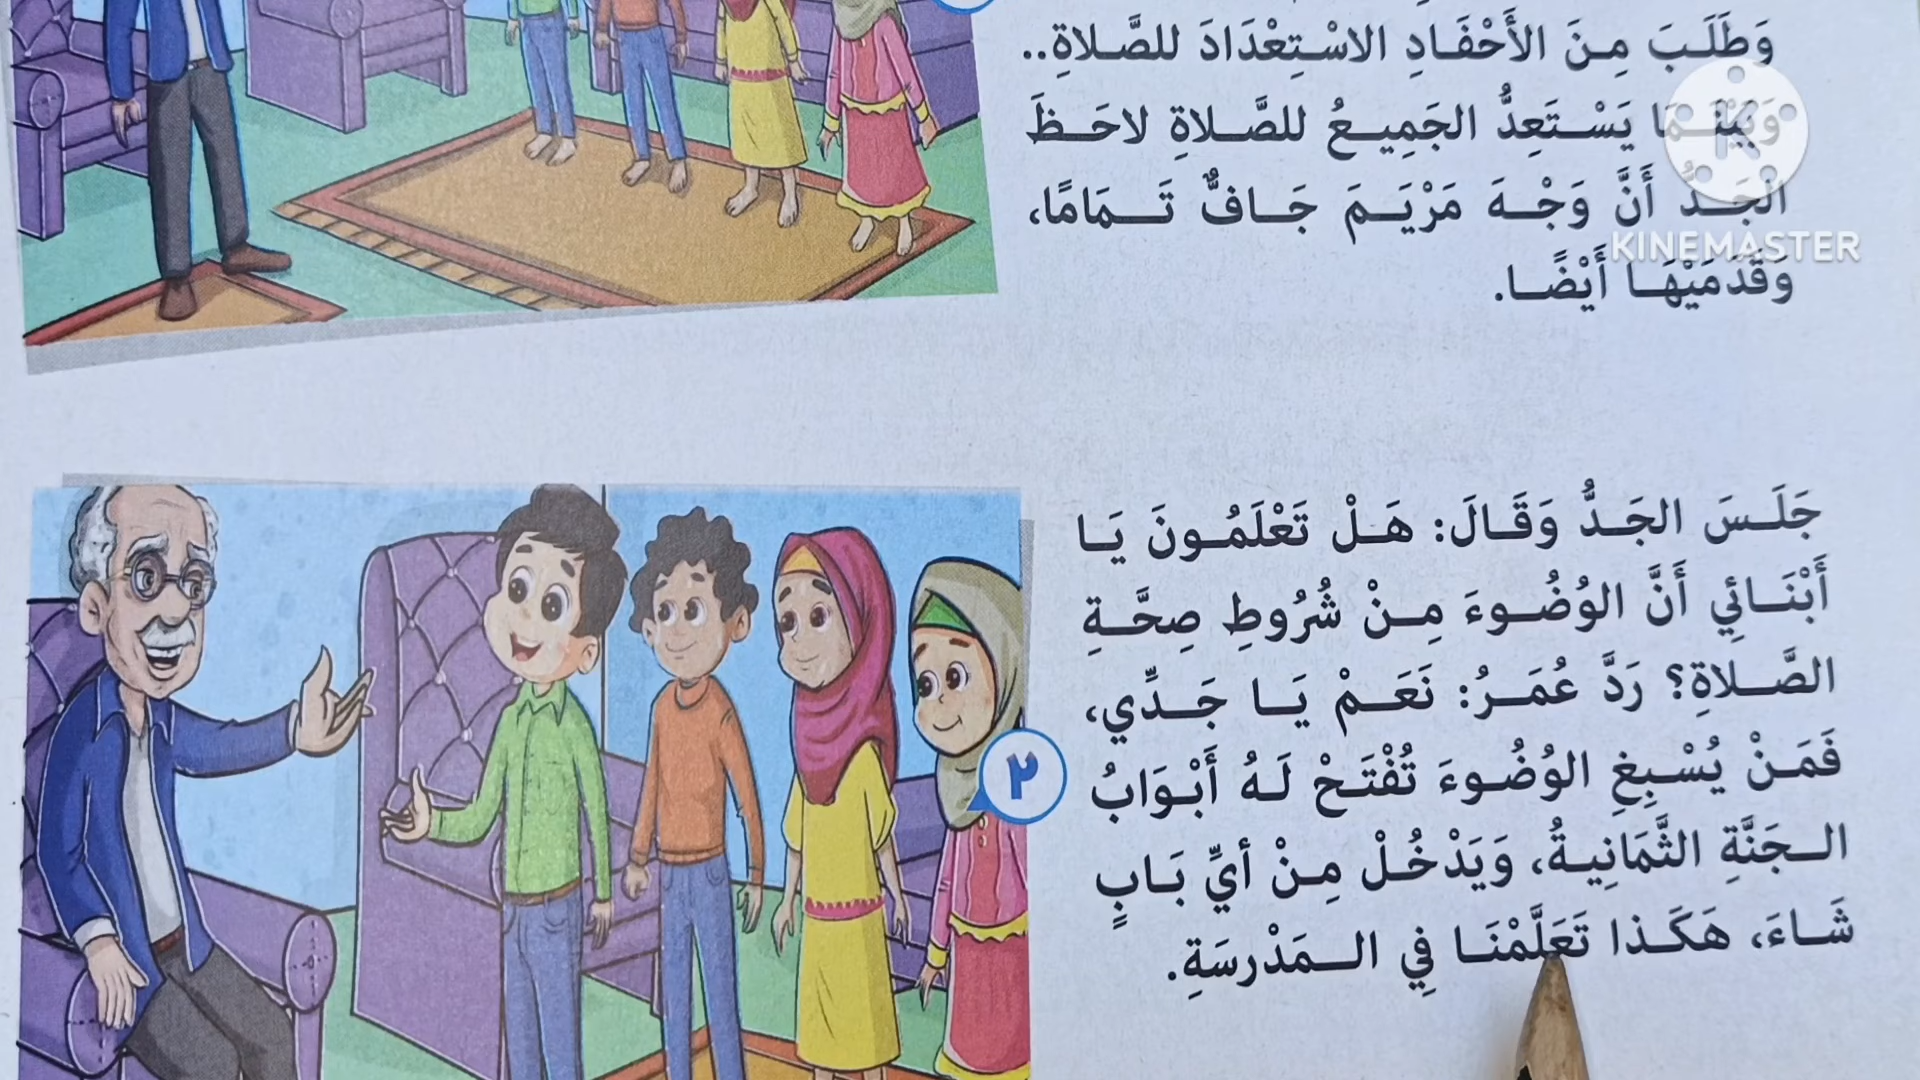 وَطَلَبَ مِنَ الأَحْفَادِ الاسْتِعْدَادَ للصَّلاةِ..
وَبَيْنَمَا يَسْتَعِدُّ الجَمِيعُ للصَّلاةِ لاحَظَ
الجَدُّ أَنَّ وَجْهَ مَرْيَمَ جَافٌّ تَمَامًا،
KINEMASTER
وَقَدَمَيْهَا أَيْضًا.
جَلَسَ الجَدُّ وَقَالَ: هَلْ تَعْلَمُونَ يَا
أَبْنَائِي أَنَّ الوُضُوءَ مِنْ شُرُوطِ صِحَّةِ
الصَّلاةِ؟ رَدَّ عُمَرُ: نَعَمْ يَا جَدِّي،
فَمَنْ يُسْبِغِ الوُضُوءَ تُفْتَحْ لَهُ أَبْوَابُ
الجَنَّةِ الثَّمَانِيةُ، وَيَدْخُلْ مِنْ أيِّ بَابٍ
شَاءَ، هَكَذا تَعَلَّمْنَا فِي المَدْرسَةِ.
٢